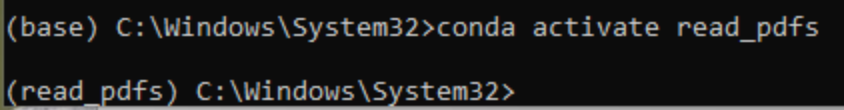 (base) C:\Windows\System32>conda activate read_pdfs
(read_pdfs) C:\Windows\System32>